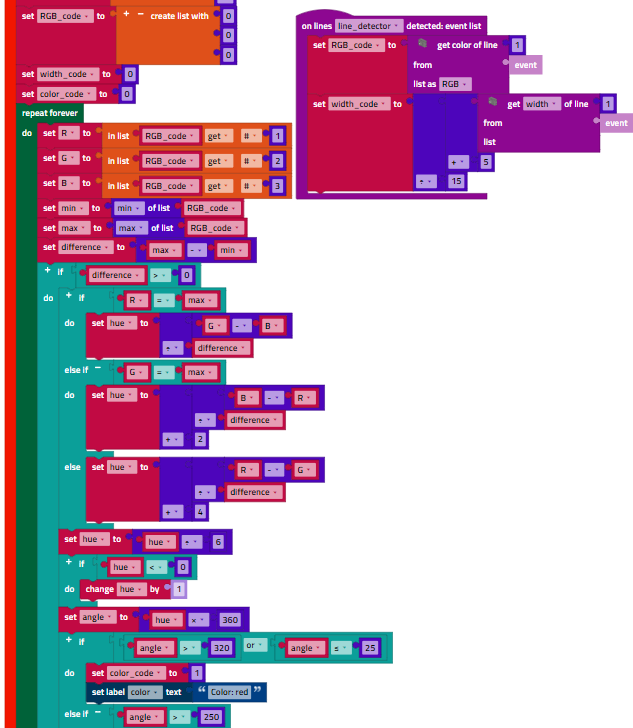 set RGB_code to + − create list with 0
0
0
set width_code to 0
set color_code to 0
repeat forever
do set R to in list RGB_code get # 1
set G to in list RGB_code get # 2
set B to in list RGB_code get # 3
set min to min of list RGB_code
set max to max of list RGB_code
set difference to max - min
+ if difference > 0
do + if R = max
do set hue to G - B
÷ difference
else if − G = max
do set hue to B - R
÷ difference
+ 2
else set hue to R - G
÷ difference
+ 4
set hue to hue ÷ 6
+ if hue < 0
do change hue by 1
set angle to hue × 360
+ if angle > 320 or angle ≤ 25
do set color_code to 1
set label color text “ Color: red ”
else if − angle > 250
on lines line_detector detected: event list
set RGB_code to get color of line 1
from event
list as RGB
set width_code to get width of line 1
from event
list
+ 5
÷ 15